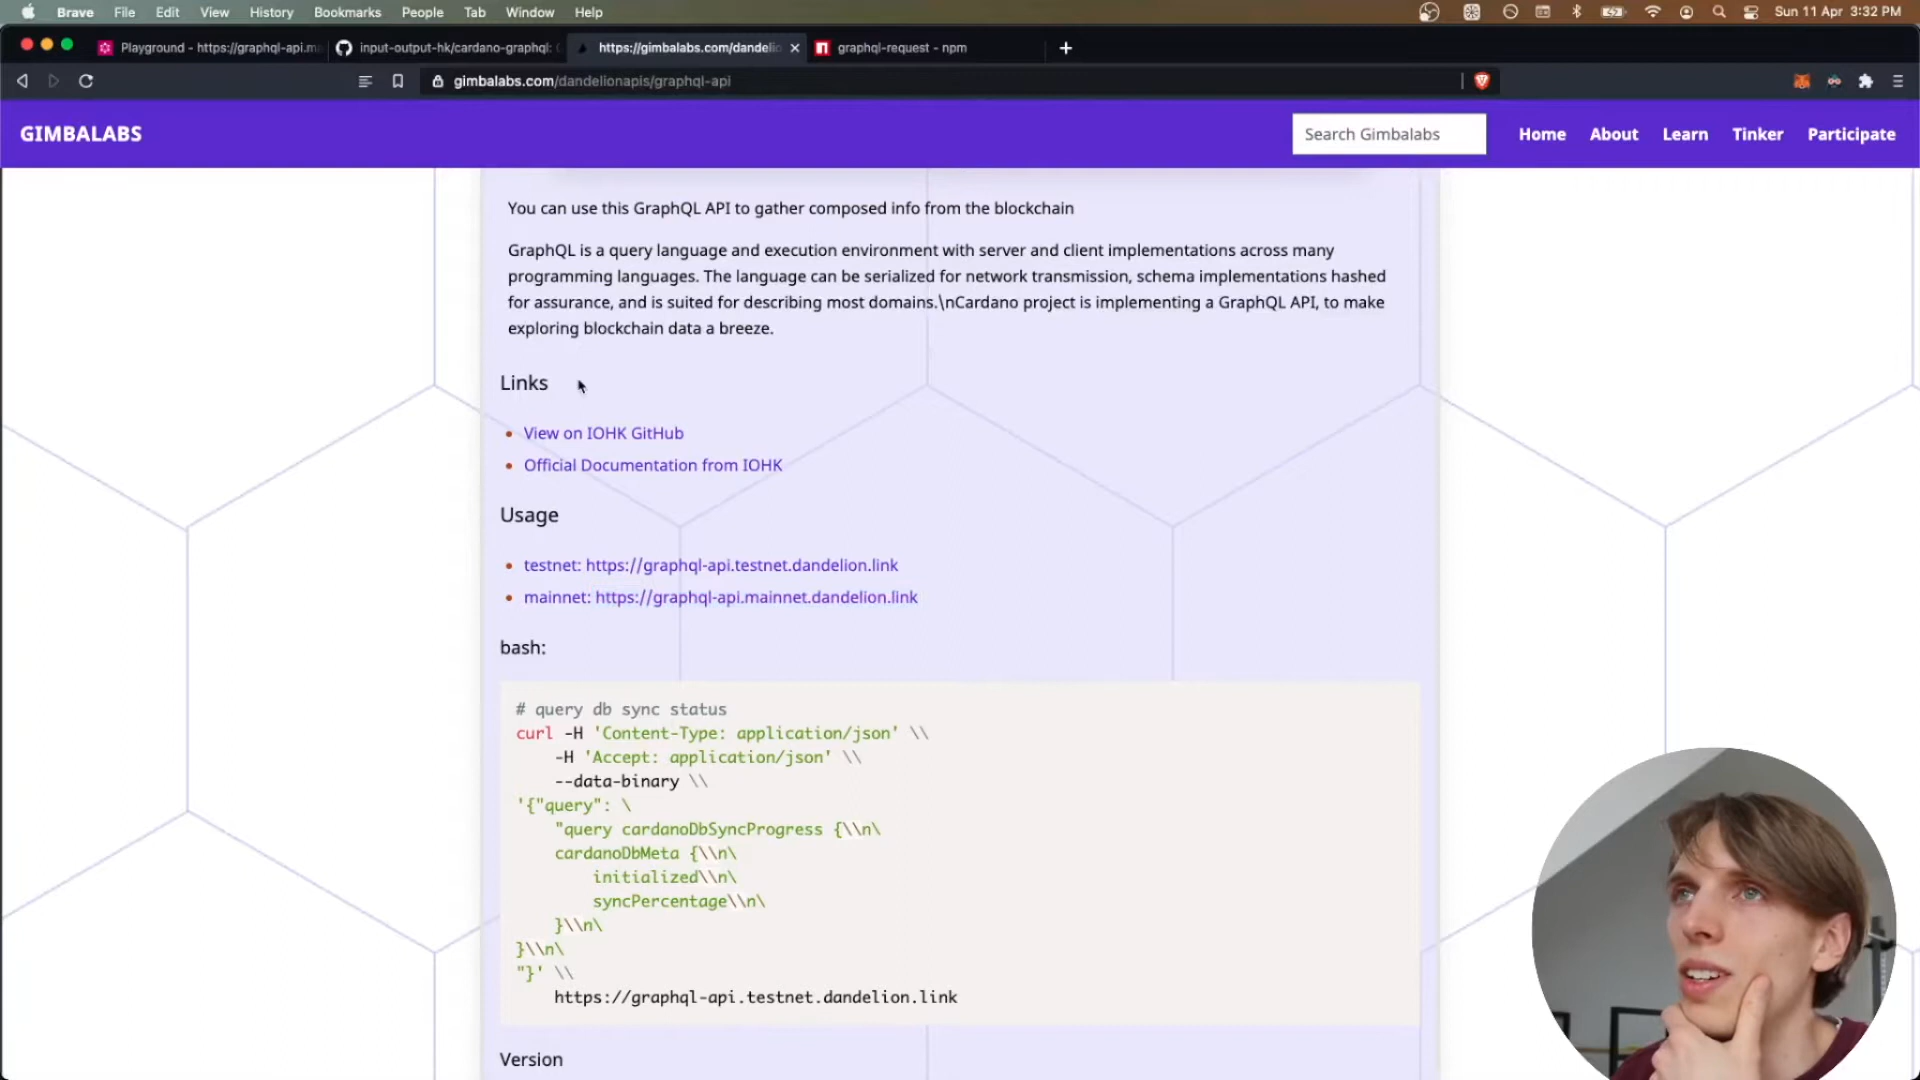 Brave File Edit View History Bookmarks People Tab Window Help Sun 11 Apr 3:32 PM
Playground - https://graphql-api.m input-output-hk/cardano-graphql: https://gimbalabs.com/dandelio graphql-request - npm
gimbalabs.com/dandelionapis/graphql-api
GIMBALABS Search Gimbalabs Home About Learn Tinker Participate
You can use this GraphQL API to gather composed info from the blockchain
GraphQL is a query language and execution environment with server and client implementations across many
programming languages. The language can be serialized for network transmission, schema implementations hashed
for assurance, and is suited for describing most domains.\nCardano project is implementing a GraphQL API, to make
exploring blockchain data a breeze.
Links
View on IOHK GitHub
Official Documentation from IOHK
Usage
testnet: https://graphql-api.testnet.dandelion.link
mainnet: https://graphql-api.mainnet.dandelion.link
bash:
# query db sync status
curl -H 'Content-Type: application/json' \\
-H 'Accept: application/json' \\
--data-binary \\
'{"query": \
"query cardanoDbSyncProgress {\\n\
cardanoDbMeta {\\n\
initialized\\n\
syncPercentage\\n\
}\\n\
}\\n\
"}' \\
https://graphql-api.testnet.dandelion.link
Version